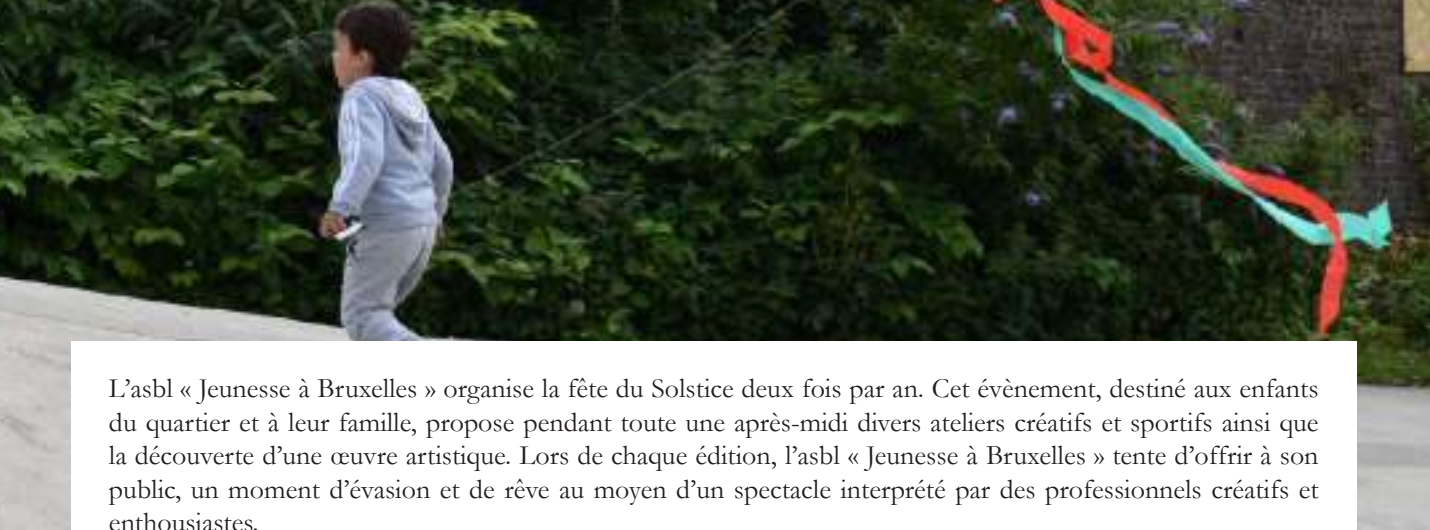 L’asbl « Jeunesse à Bruxelles » organise la fête du Solstice deux fois par an. Cet évènement, destiné aux enfants
du quartier et à leur famille, propose pendant toute une après-midi divers ateliers créatifs et sportifs ainsi que
la découverte d’une œuvre artistique. Lors de chaque édition, l’asbl « Jeunesse à Bruxelles » tente d’offrir à son
public, un moment d’évasion et de rêve au moyen d’un spectacle interprété par des professionnels créatifs et
enthousiastes.